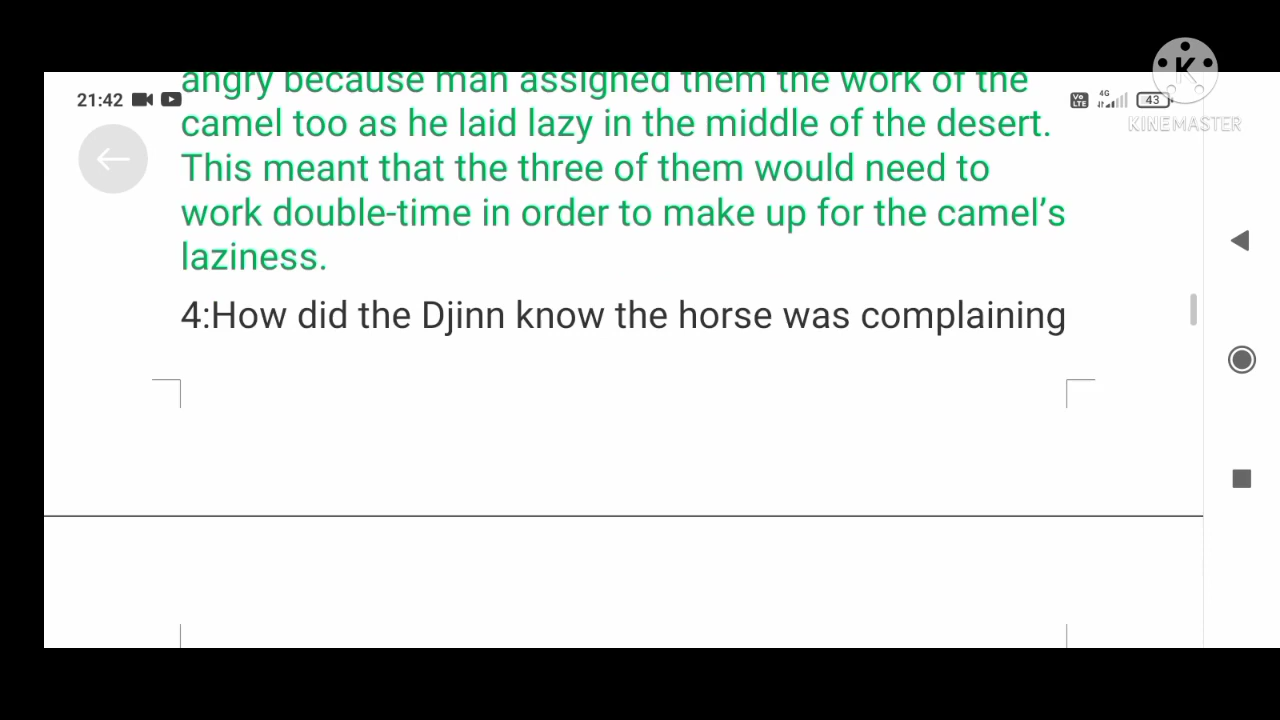 angry because man assigned them the work of the
21:42
Vo LTE 4G 43
K
KINEMASTER
camel too as he laid lazy in the middle of the desert.
This meant that the three of them would need to
work double-time in order to make up for the camel’s
laziness.
4:How did the Djinn know the horse was complaining